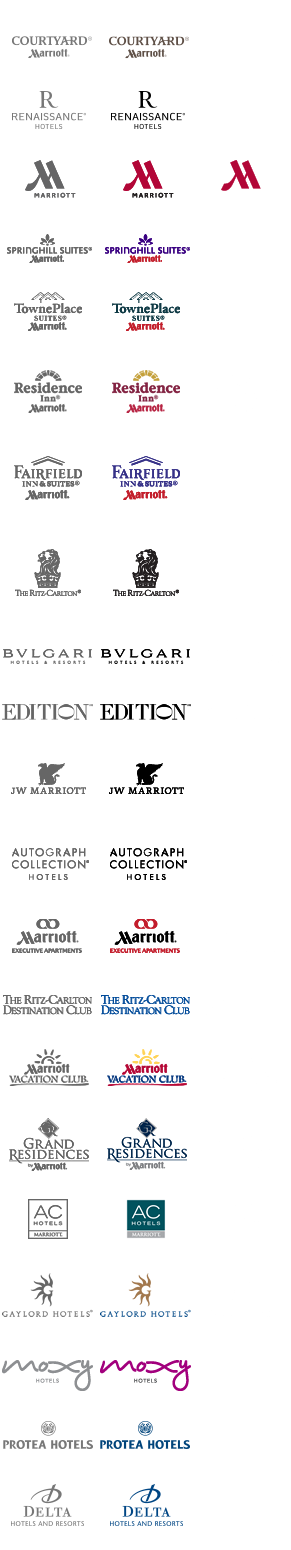 COURTYARD® COURTYARD®
Marriott. Marriott.
R R
RENAISSANCE® RENAISSANCE®
HOTELS HOTELS
MARRIOTT MARRIOTT
SPRINGHILL SUITES® SPRINGHILL SUITES®
Marriott. Marriott.
TownePlace TownePlace
SUITES® SUITES®
Marriott. Marriott.
Residence Residence
Inn® Inn®
Marriott. Marriott.
FAIRFIELD FAIRFIELD
INN & SUITES® INN & SUITES®
Marriott. Marriott.
THE RITZ-CARLTON® THE RITZ-CARLTON®
BVLGARI BVLGARI
HOTELS & RESORTS HOTELS & RESORTS
EDITION™ EDITION™
JW MARRIOTT JW MARRIOTT
AUTOGRAPH AUTOGRAPH
COLLECTION® COLLECTION®
HOTELS HOTELS
Marriott. Marriott.
EXECUTIVE APARTMENTS EXECUTIVE APARTMENTS
THE RITZ-CARLTON THE RITZ-CARLTON
DESTINATION CLUB DESTINATION CLUB
Marriott Marriott
VACATION CLUB. VACATION CLUB.
GRAND GRAND
RESIDENCES RESIDENCES
by Marriott. by Marriott.
AC AC
HOTELS HOTELS
MARRIOTT MARRIOTT
GAYLORD HOTELS® GAYLORD HOTELS®
moxy moxy
HOTELS HOTELS
PROTEA HOTELS PROTEA HOTELS
DELTA DELTA
HOTELS AND RESORTS HOTELS AND RESORTS